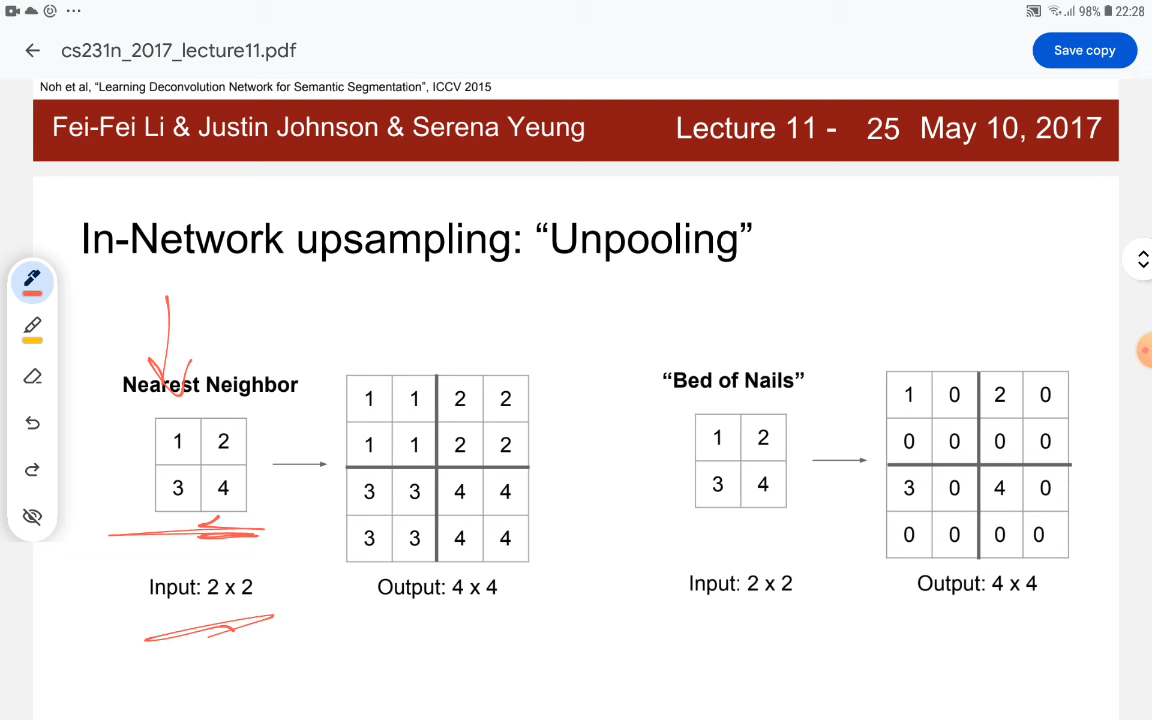 98% 22:28
cs231n_2017_lecture11.pdf
Save copy
Noh et al, “Learning Deconvolution Network for Semantic Segmentation”, ICCV 2015
Fei-Fei Li & Justin Johnson & Serena Yeung Lecture 11 - 25 May 10, 2017
In-Network upsampling: “Unpooling”
Nearest Neighbor
1 2
3 4
Input: 2 x 2
1 1 2 2
1 1 2 2
3 3 4 4
3 3 4 4
Output: 4 x 4
“Bed of Nails”
1 2
3 4
Input: 2 x 2
1 0 2 0
0 0 0 0
3 0 4 0
0 0 0 0
Output: 4 x 4